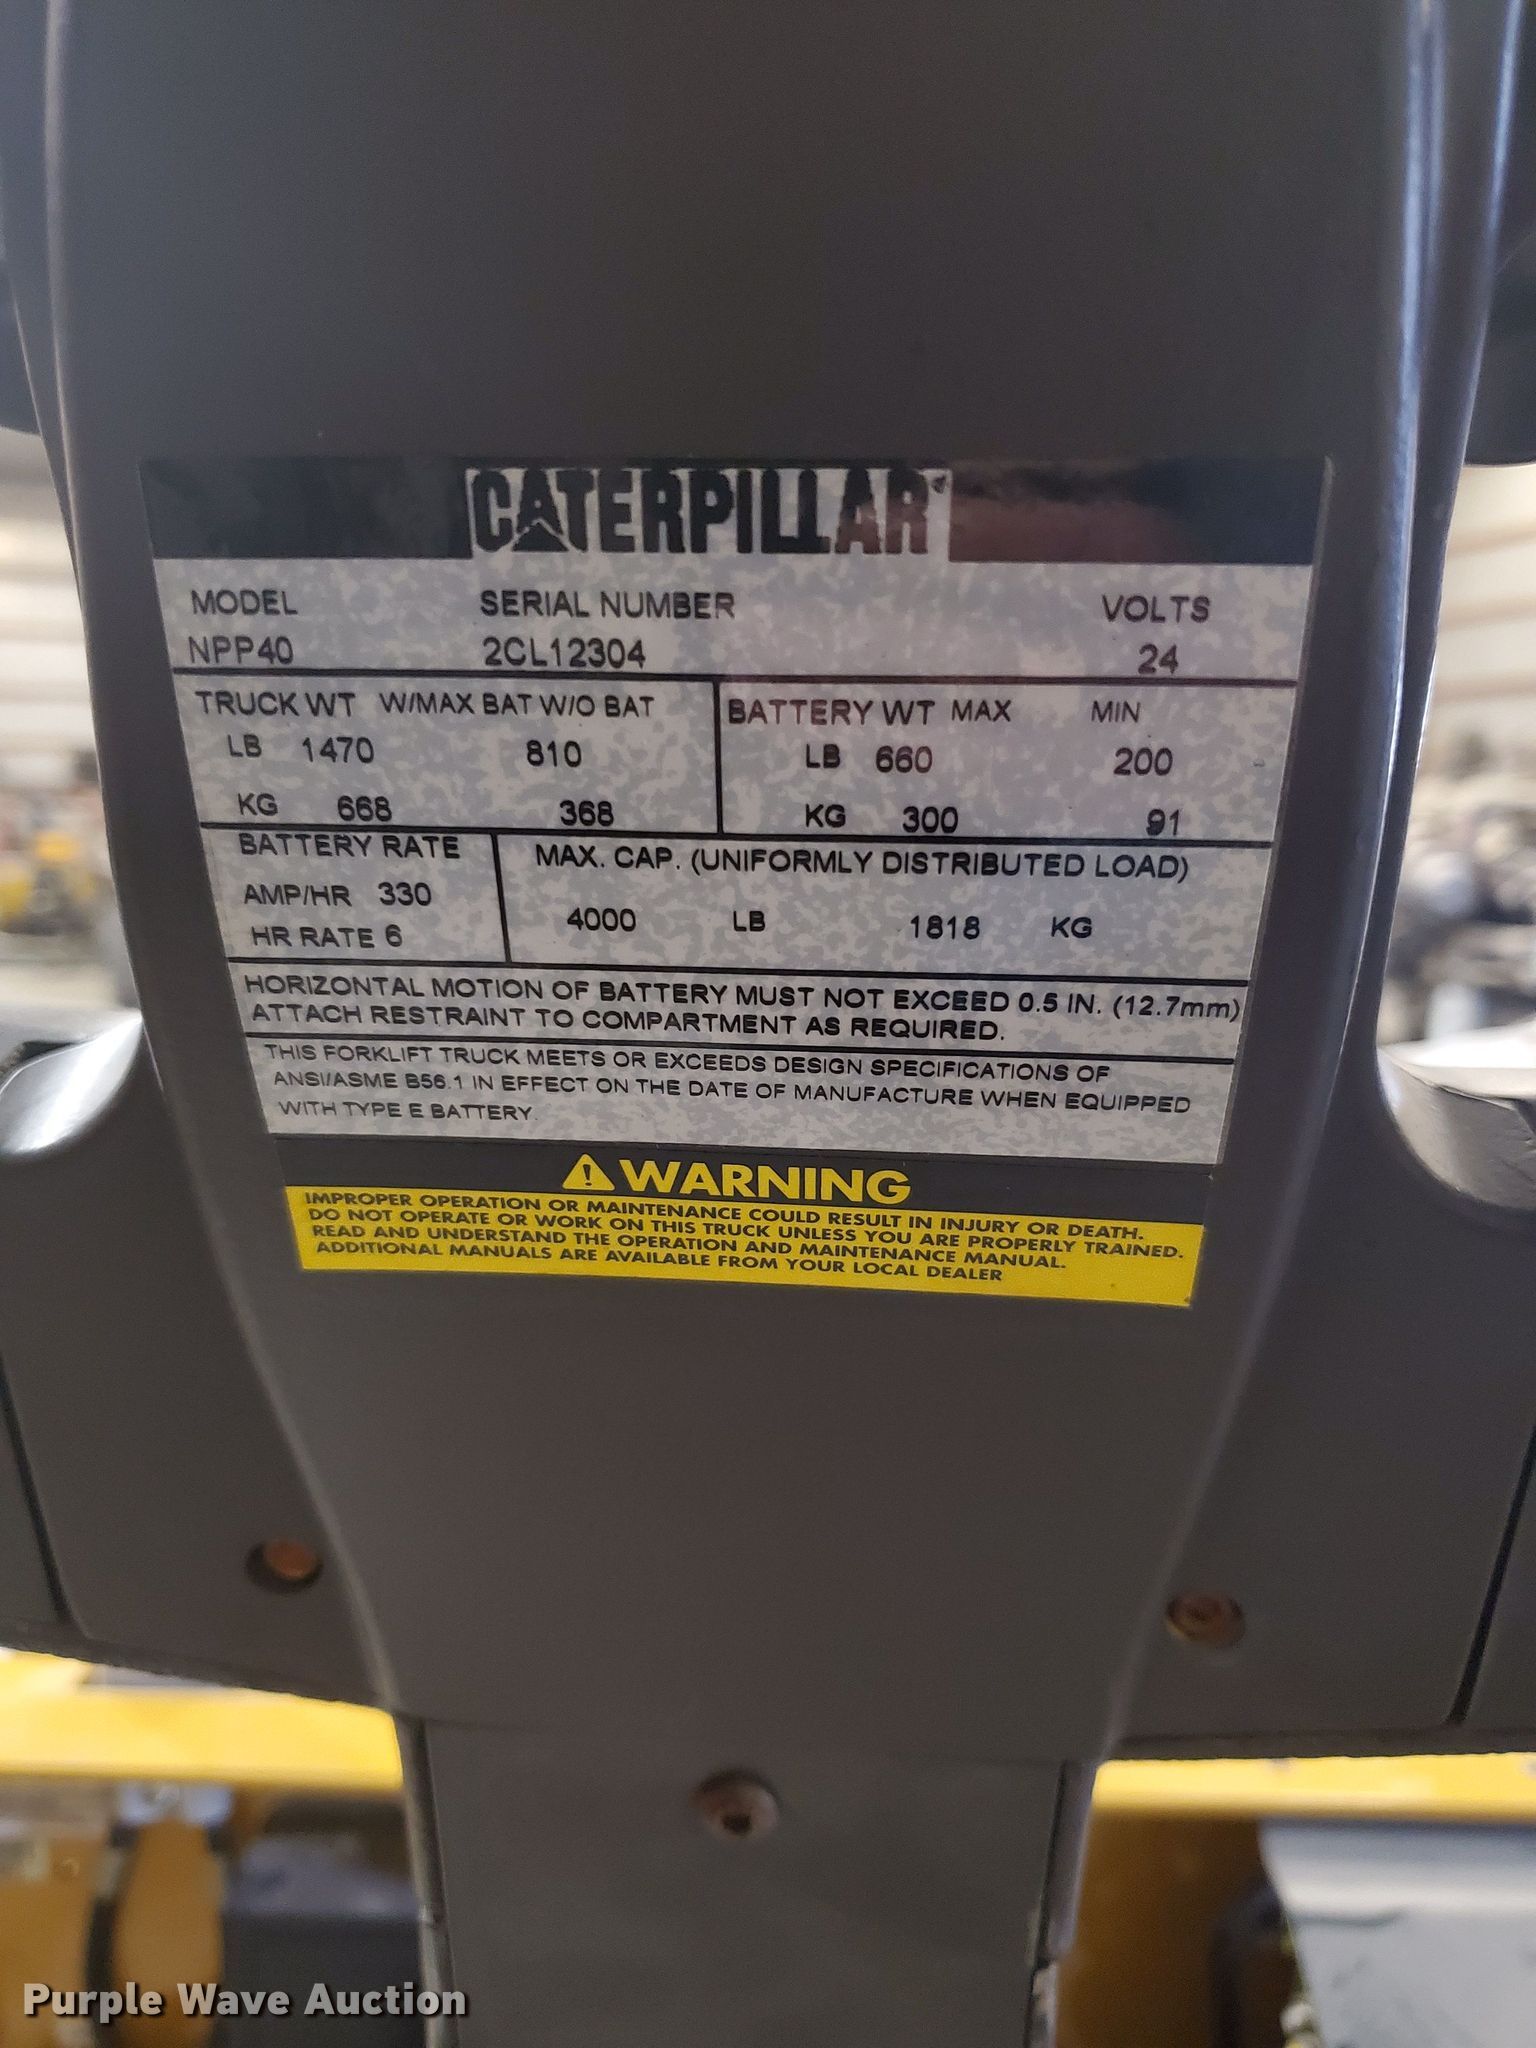 CATERPILLAR
MODEL SERIAL NUMBER VOLTS
NPP40 2CL12304 24
TRUCK WT W/MAX BAT W/O BAT BATTERY WT MAX MIN
LB 1470 810 LB 660 200
KG 668 368 KG 300 91
BATTERY RATE MAX. CAP. (UNIFORMLY DISTRIBUTED LOAD)
AMP/HR 330 4000 LB 1818 KG
HR RATE 6
HORIZONTAL MOTION OF BATTERY MUST NOT EXCEED 0.5 IN. (12.7mm)
ATTACH RESTRAINT TO COMPARTMENT AS REQUIRED.
THIS FORKLIFT TRUCK MEETS OR EXCEEDS DESIGN SPECIFICATIONS OF
ANSI/ASME B56.1 IN EFFECT ON THE DATE OF MANUFACTURE WHEN EQUIPPED
WITH TYPE E BATTERY.
WARNING
IMPROPER OPERATION OR MAINTENANCE COULD RESULT IN INJURY OR DEATH.
DO NOT OPERATE OR WORK ON THIS TRUCK UNLESS YOU ARE PROPERLY TRAINED.
READ AND UNDERSTAND THE OPERATION AND MAINTENANCE MANUAL.
ADDITIONAL MANUALS ARE AVAILABLE FROM YOUR LOCAL DEALER
Purple Wave Auction